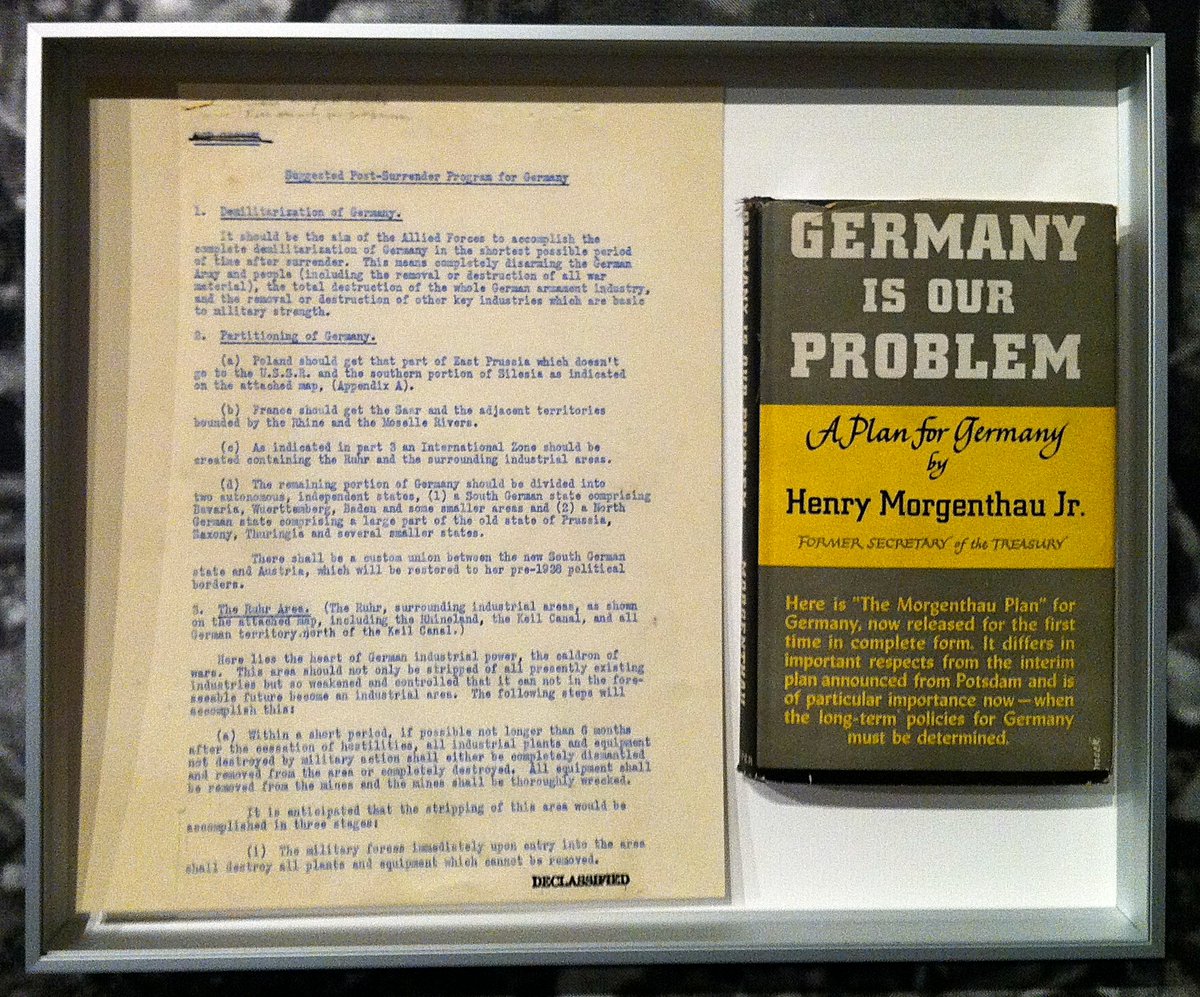 Suggested Post-Surrender Program for Germany
1. Demilitarization of Germany.
It should be the aim of the Allied Forces to accomplish the
complete demilitarization of Germany in the shortest possible period
of time after surrender. This means completely disarming the German
Army and people (including the removal or destruction of all war
material), the total destruction of the whole German armament industry,
and the removal or destruction of other key industries which are basic
to military strength.
2. Partitioning of Germany.
(a) Poland should get that part of East Prussia which doesn't
go to the U.S.S.R. and the southern portion of Silesia as indicated
on the attached map, (Appendix A).
(b) France should get the Saar and the adjacent territories
bounded by the Rhine and the Moselle Rivers.
(c) As indicated in part 3 an International Zone should be
created containing the Ruhr and the surrounding industrial areas.
(d) The remaining portion of Germany should be divided into
two autonomous, independent states, (1) a South German state comprising
Bavaria, Wuerttemberg, Baden and some smaller areas and (2) a North
German state comprising a large part of the old state of Prussia,
Saxony, Thuringia and several smaller states.
There shall be a custom union between the new South German
state and Austria, which will be restored to her pre-1938 political
borders.
3. The Ruhr Area. (The Ruhr, surrounding industrial areas, as shown
on the attached map, including the Rhineland, the Keil Canal, and all
German territory north of the Keil Canal.)
Here lies the heart of German industrial power, the caldron of
wars. This area should not only be stripped of all presently existing
industries but so weakened and controlled that it can not in the fore-
seeable future become an industrial area. The following steps will
accomplish this:
(a) Within a short period, if possible not longer than 6 months
after the cessation of hostilities, all industrial plants and equipment
not destroyed by military action shall either be completely dismantled
and removed from the area or completely destroyed. All equipment shall
be removed from the mines and the mines shall be thoroughly wrecked.
It is anticipated that the stripping of this area would be
accomplished in three stages:
(i) The military forces immediately upon entry into the area
shall destroy all plants and equipment which cannot be removed.
DECLASSIFIED
GERMANY
IS OUR
PROBLEM
A Plan for Germany
by
Henry Morgenthau Jr.
FORMER SECRETARY of the TREASURY
Here is "The Morgenthau Plan" for
Germany, now released for the first
time in complete form. It differs in
important respects from the interim
plan announced from Potsdam and is
of particular importance now—when
the long-term policies for Germany
must be determined.